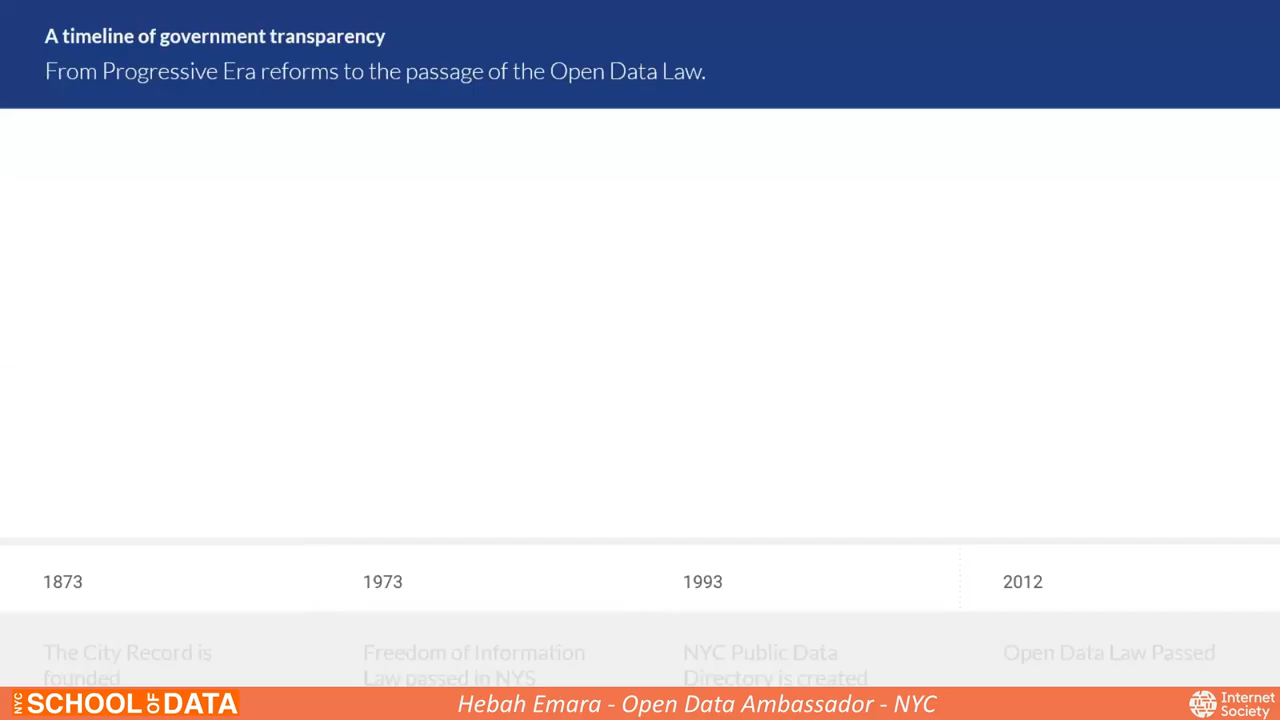 A timeline of government transparency
From Progressive Era reforms to the passage of the Open Data Law.
1873
1973
1993
2012
The City Record is
founded
Freedom of Information
Law passed in NYS
NYC Public Data
Directory is created
Open Data Law Passed
NYC SCHOOL OF DATA
Hebah Emara - Open Data Ambassador - NYC
Internet
Society